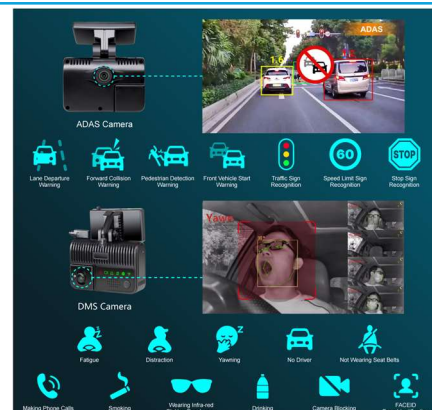 ADAS
1.6
ADAS Camera
Lane Departure
Warning
Forward Collision
Warning
Pedestrian Detection
Warning
Front Vehicle Start
Warning
Traffic Sign
Recognition
60
Speed Limit Sign
Recognition
STOP
Stop Sign
Recognition
Yawn
DMS Camera
Fatigue
Distraction
Yawning
No Driver
Not Wearing Seat Belts
Making Phone Calls
Smoking
Wearing Infra-red
Drinking
Camera Blocking
FACEID